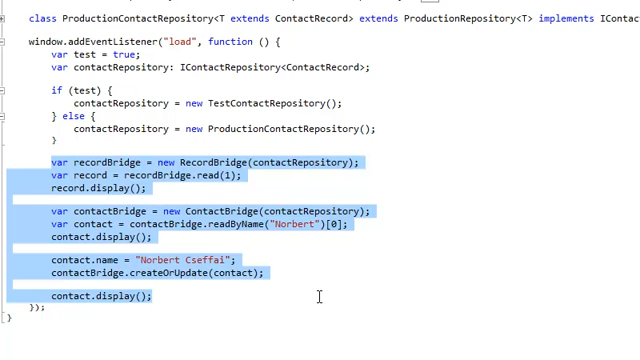 class ProductionContactRepository<T extends ContactRecord> extends ProductionRepository<T> implements IContac
window.addEventListener("load", function () {
var test = true;
var contactRepository: IContactRepository<ContactRecord>;
if (test) {
contactRepository = new TestContactRepository();
} else {
contactRepository = new ProductionContactRepository();
}
var recordBridge = new RecordBridge(contactRepository);
var record = recordBridge.read(1);
record.display();
var contactBridge = new ContactBridge(contactRepository);
var contact = contactBridge.readByName("Norbert")[0];
contact.display();
contact.name = "Norbert Cseffai";
contactBridge.createOrUpdate(contact);
contact.display();
});
}